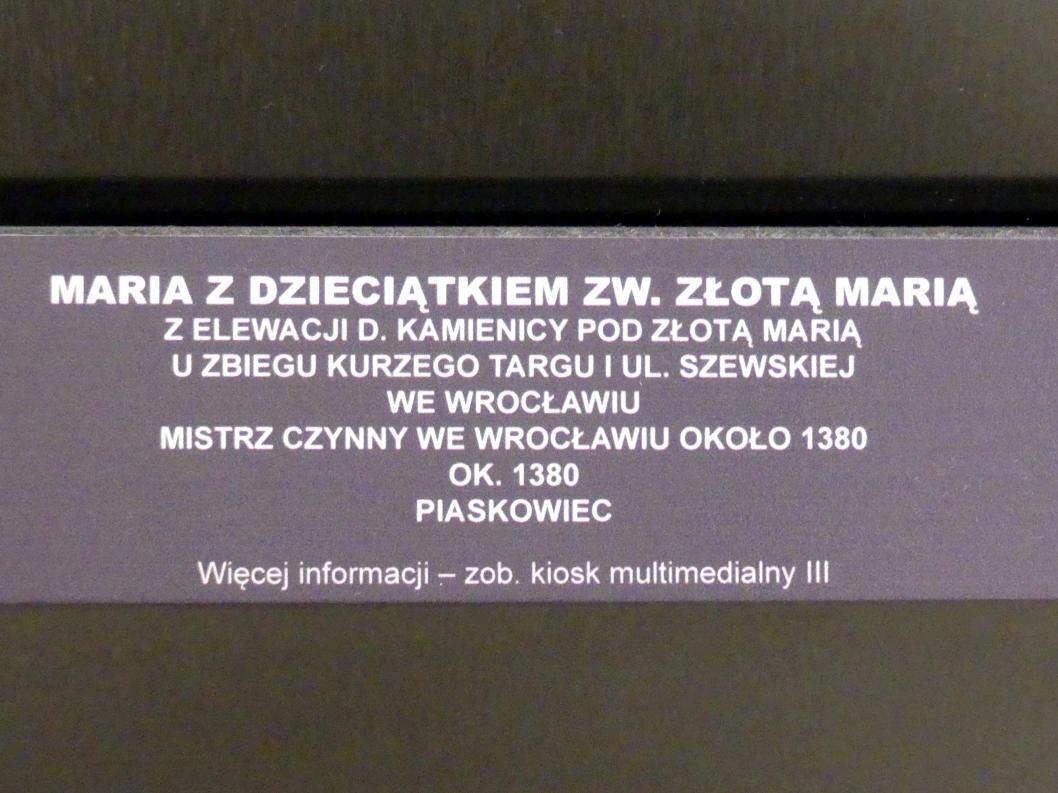 MARIA Z DZIECIĄTKIEM ZW. ZŁOTĄ MARIĄ
Z ELEWACJI D. KAMIENICY POD ZŁOTĄ MARIĄ
U ZBIEGU KURZEGO TARGU I UL. SZEWSKIEJ
WE WROCŁAWIU
MISTRZ CZYNNY WE WROCŁAWIU OKOŁO 1380
OK. 1380
PIASKOWIEC
Więcej informacji – zob. kiosk multimedialny III